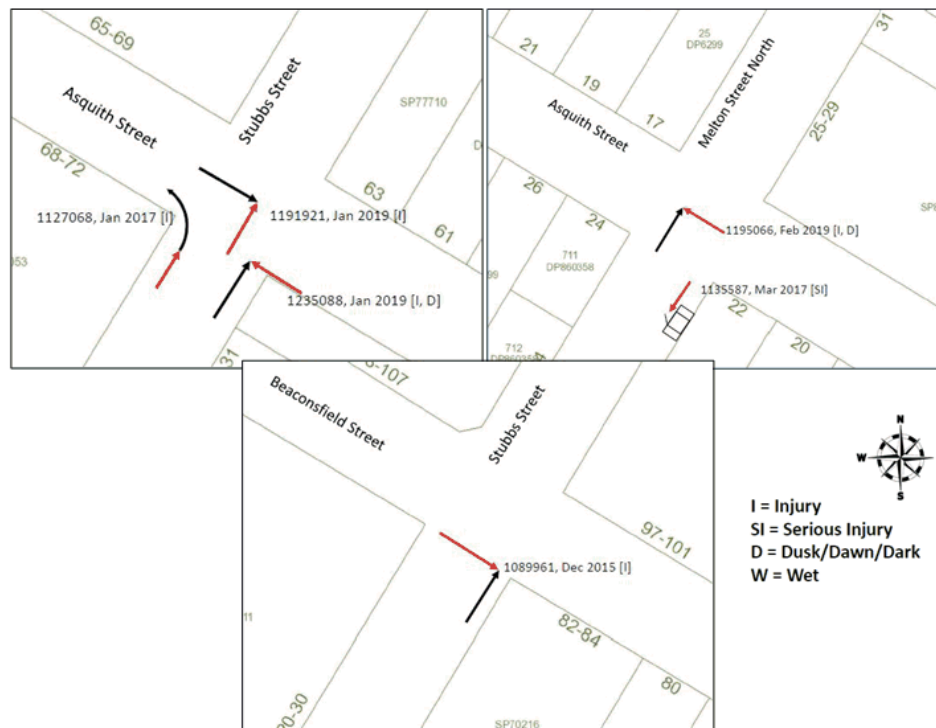 65-69
Asquith Street
Stubbs Street
SP77710
68-72
63
61
1127068, Jan 2017 [I]
1191921, Jan 2019 [I]
1235088, Jan 2019 [I, D]
31
21
19
17
25
DP6299
Melton Street North
31
Asquith Street
25-29
26
24
711
DP860358
1195066, Feb 2019 [I, D]
1135587, Mar 2017 [SI]
22
20
712
Beaconsfield Street
Stubbs Street
97-101
1089961, Dec 2015 [I]
82-84
80
SP70216
N
W
E
S
I = Injury
SI = Serious Injury
D = Dusk/Dawn/Dark
W = Wet